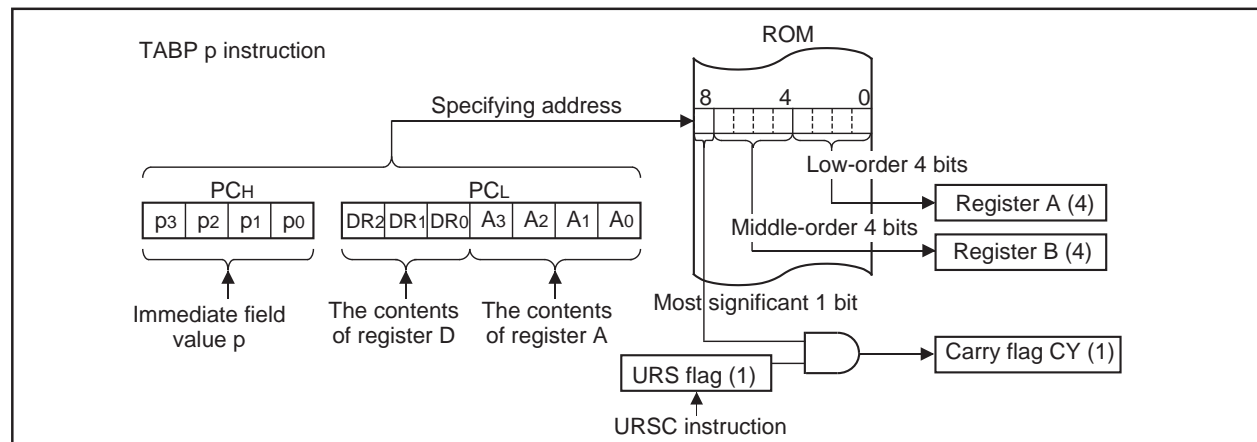 TABP p instruction
ROM
Specifying address
8 4 0
Low-order 4 bits
PCH
PCL
p3 p2 p1 p0
DR2 DR1 DR0 A3 A2 A1 A0
Register A (4)
Middle-order 4 bits
Register B (4)
Immediate field
value p
The contents
of register D
The contents
of register A
Most significant 1 bit
Carry flag CY (1)
URS flag (1)
URSC instruction